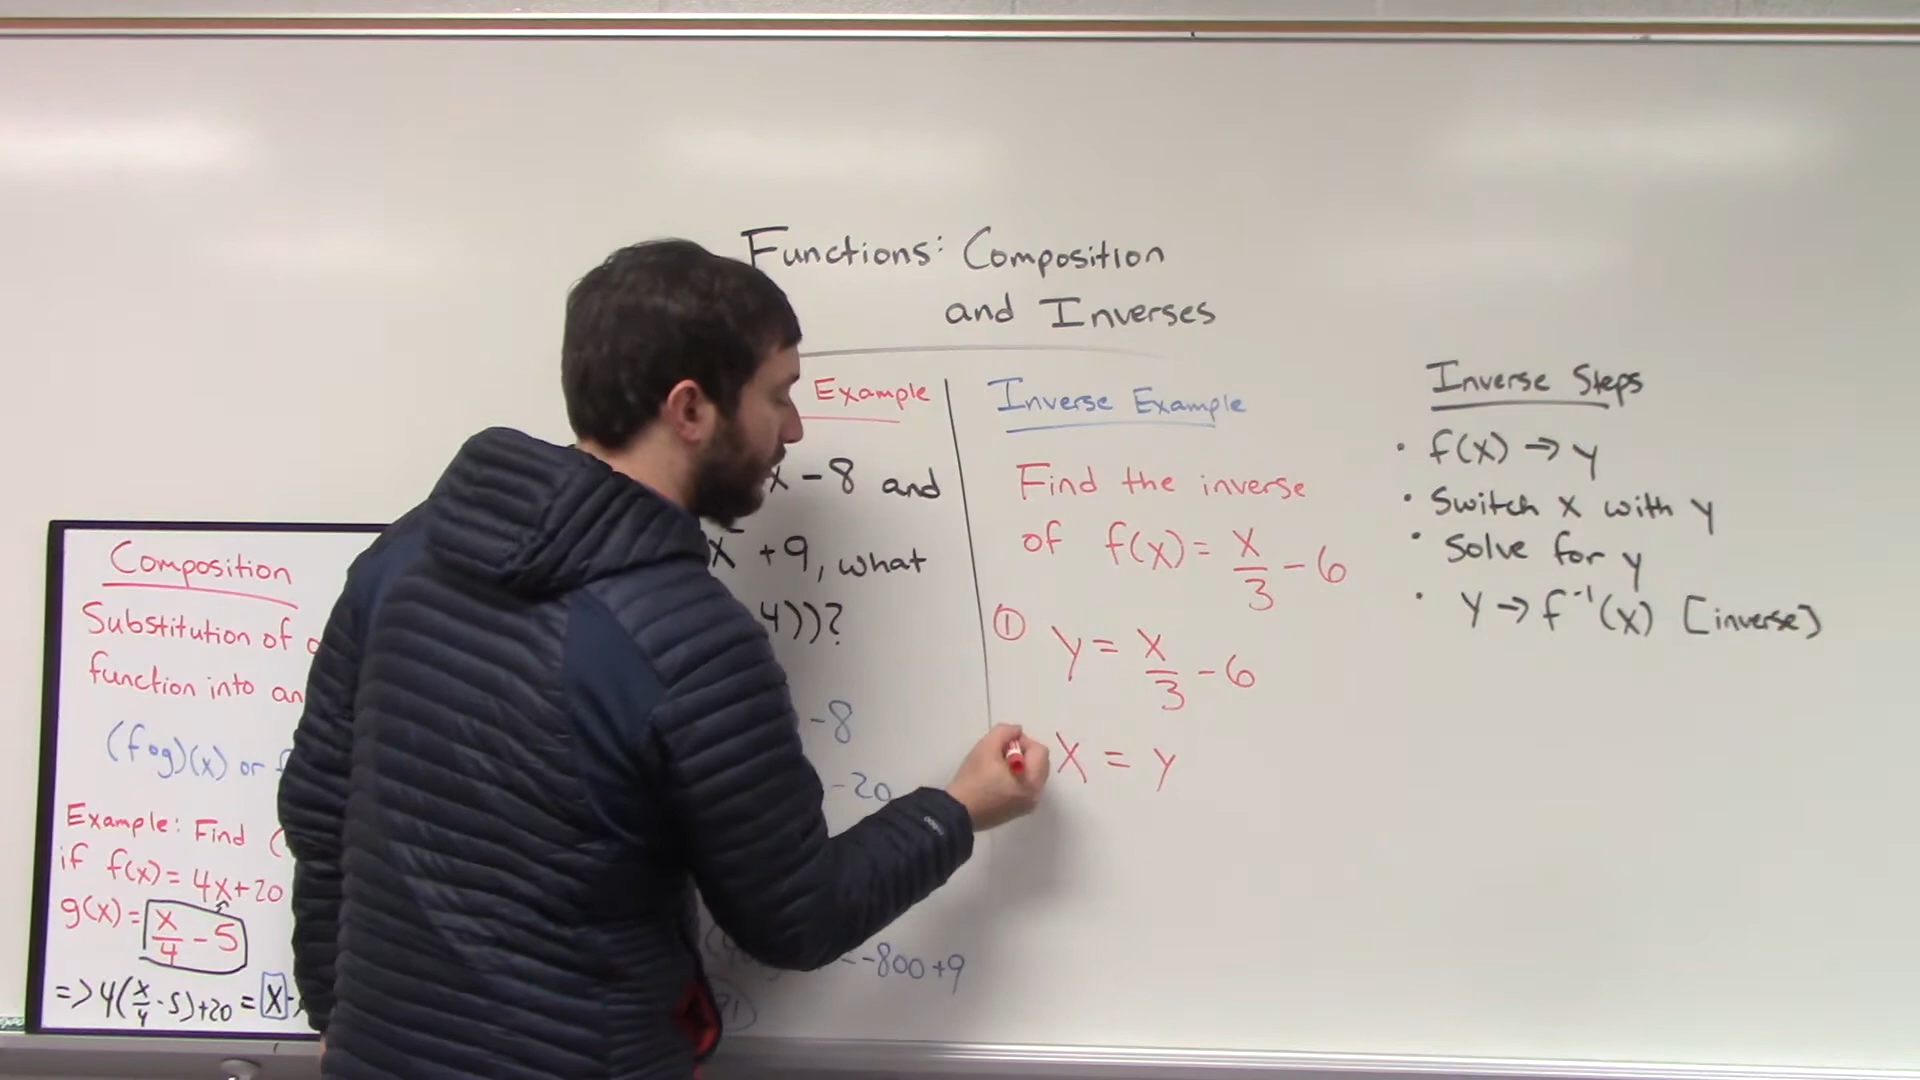 Functions: Composition
and Inverses
Example
x - 8 and
x + 9, what
4))?
-8
-20
-800+9
Inverse Example
Find the inverse
of f(x) = x/3 - 6
① y = x/3 - 6
x = y
Inverse Steps
• f(x) → y
• Switch x with y
• Solve for y
• y → f⁻¹(x) [inverse]
Composition
Substitution of
function into an
(fog)(x) or
Example: Find (
if f(x) = 4x+20
g(x) = x/4 - 5
=> 4(x/4 - 5)+20 = x